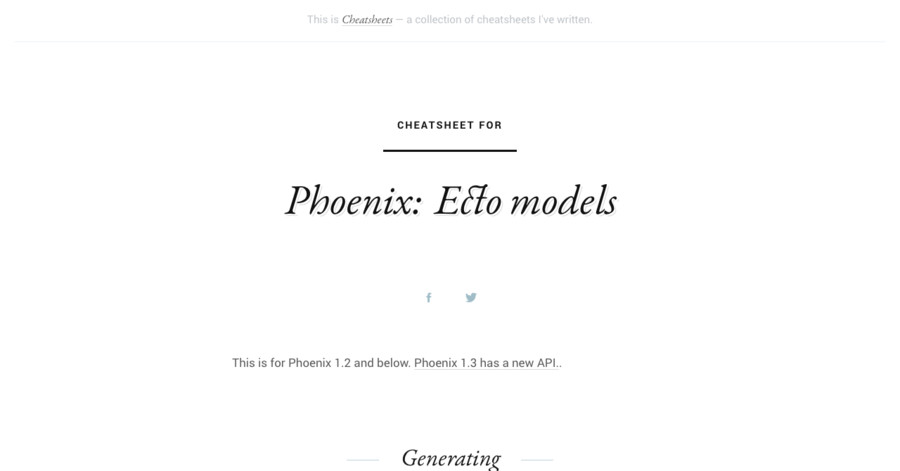 This is Cheatsheets — a collection of cheatsheets I've written.
CHEATSHEET FOR
Phoenix: Ecto models
This is for Phoenix 1.2 and below. Phoenix 1.3 has a new API..
Generating